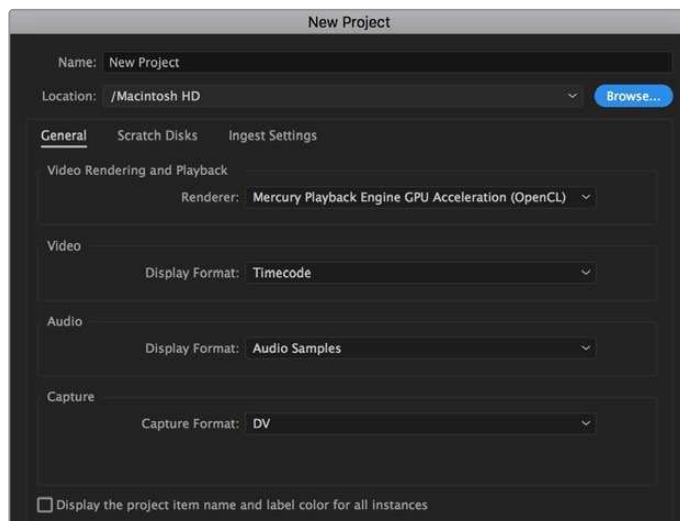 New Project
Name: New Project
Location: /Macintosh HD Browse...
General Scratch Disks Ingest Settings
Video Rendering and Playback
Renderer: Mercury Playback Engine GPU Acceleration (OpenCL)
Video
Display Format: Timecode
Audio
Display Format: Audio Samples
Capture
Capture Format: DV
Display the project item name and label color for all instances